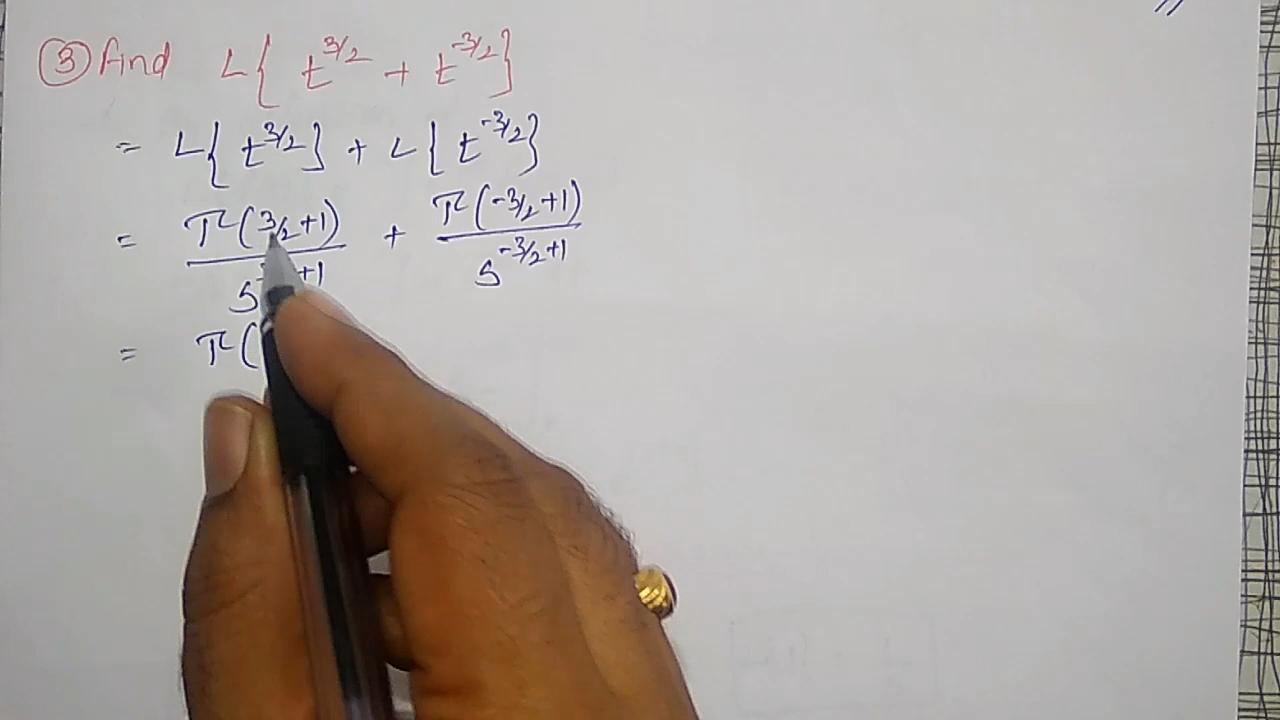 ③ Find L{ t^{3/2} + t^{-3/2} }
= L{ t^{3/2} } + L{ t^{-3/2} }
= Γ(3/2+1) / s^{+1} + Γ(-3/2+1) / s^{-3/2+1}
= Γ(